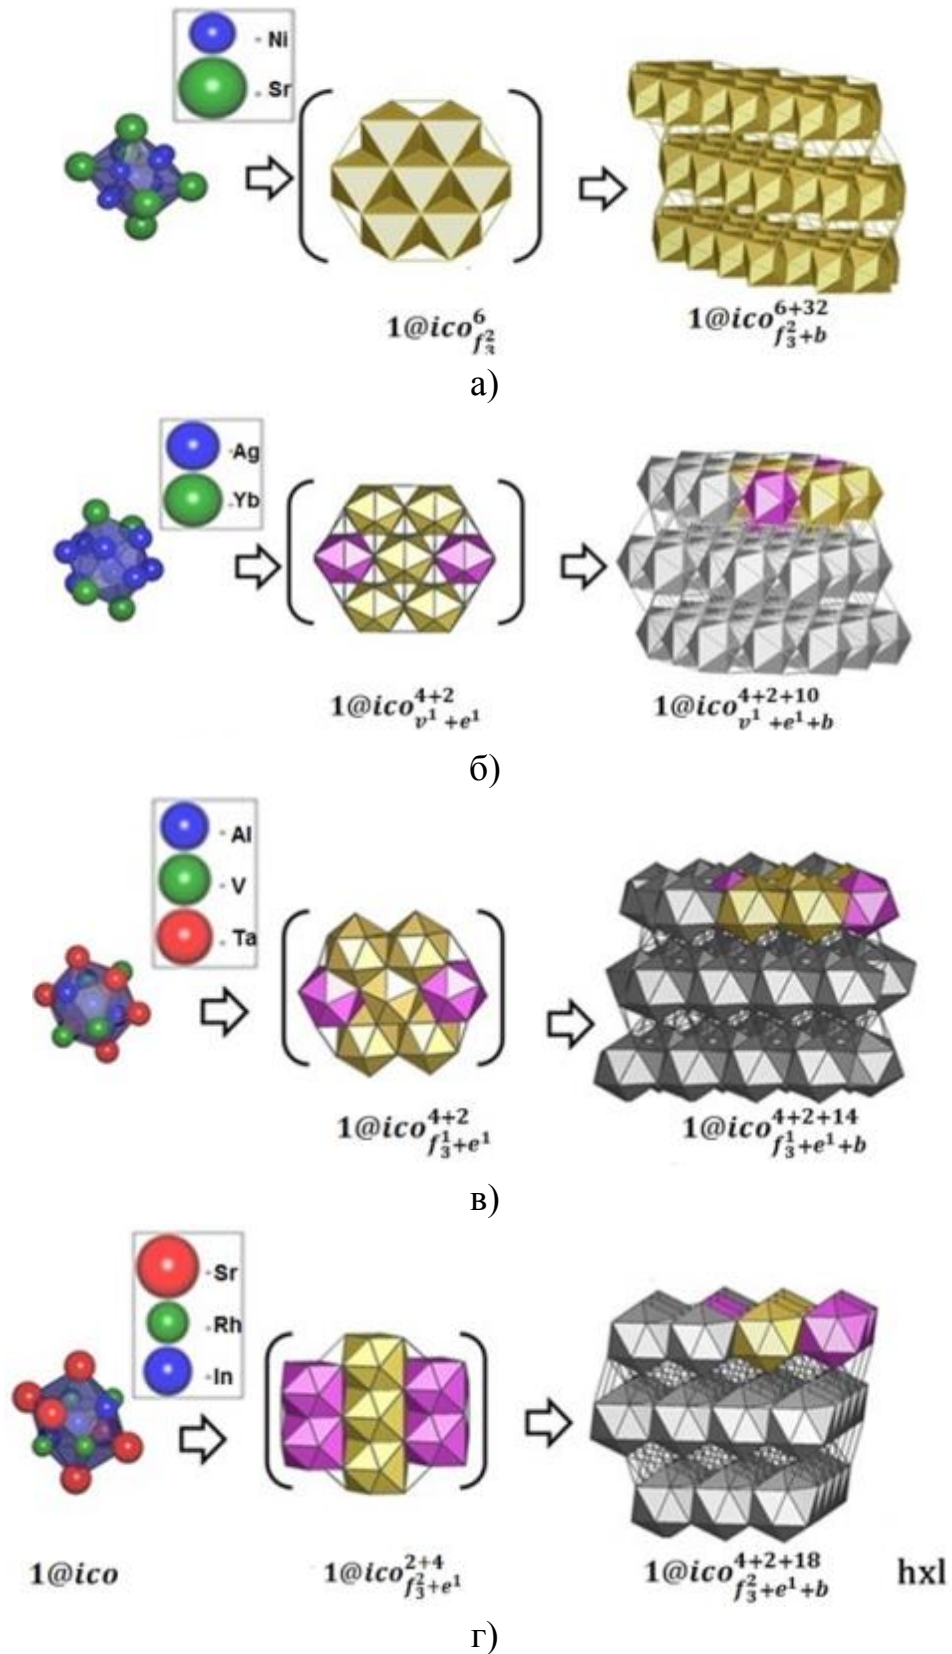 Ni
Sr
1@ico^{6}_{f_3^2}
1@ico^{6+32}_{f_3^2+b}
а)
Ag
Yb
1@ico^{4+2}_{v^1+e^1}
1@ico^{4+2+10}_{v^1+e^1+b}
б)
Al
V
Ta
1@ico^{4+2}_{f_3^1+e^1}
1@ico^{4+2+14}_{f_3^1+e^1+b}
в)
Sr
Rh
In
1@ico
1@ico^{2+4}_{f_3^2+e^1}
1@ico^{4+2+18}_{f_3^2+e^1+b}
hxl
г)